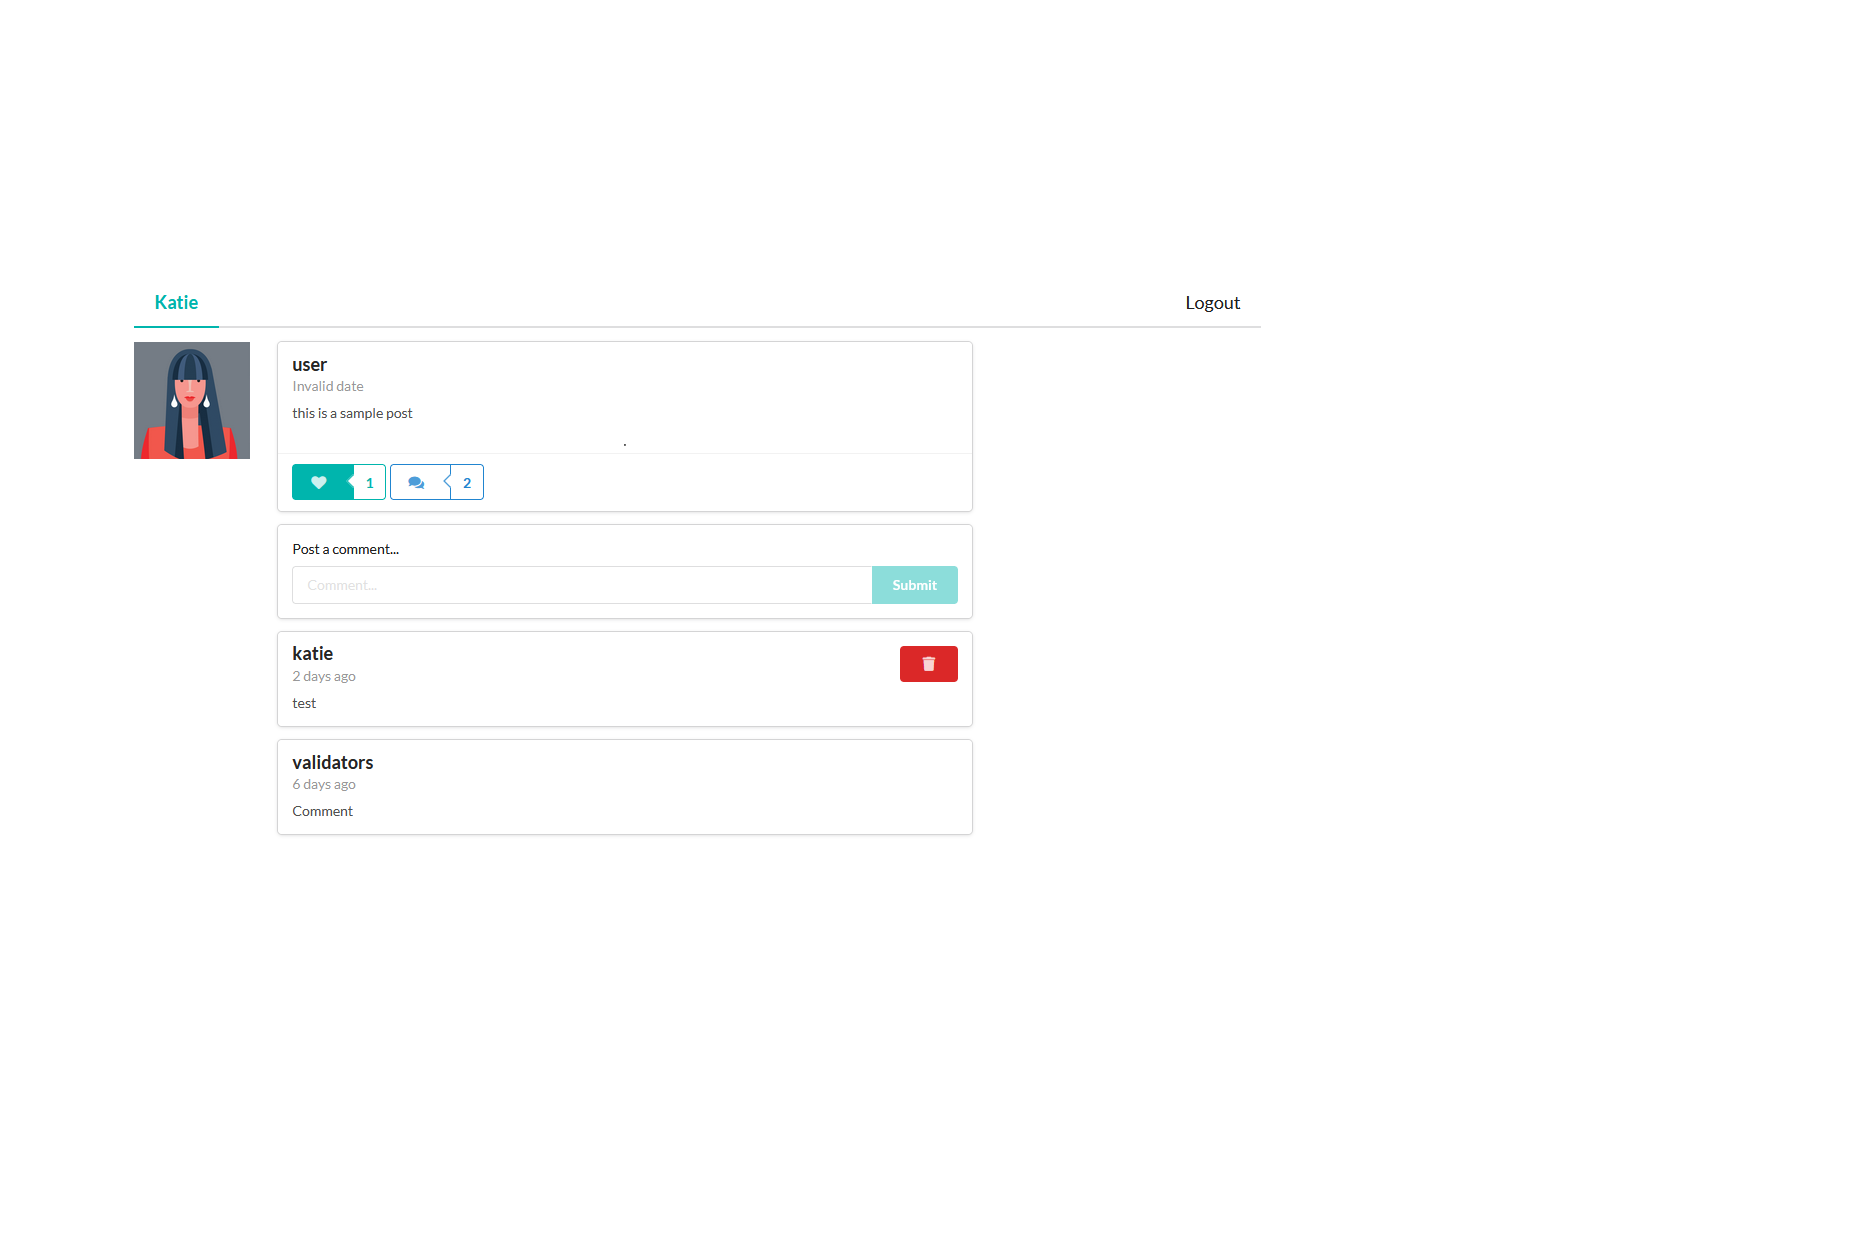 Katie
Logout
user
Invalid date
this is a sample post
.
1
2
Post a comment...
Comment...
Submit
katie
2 days ago
test
validators
6 days ago
Comment